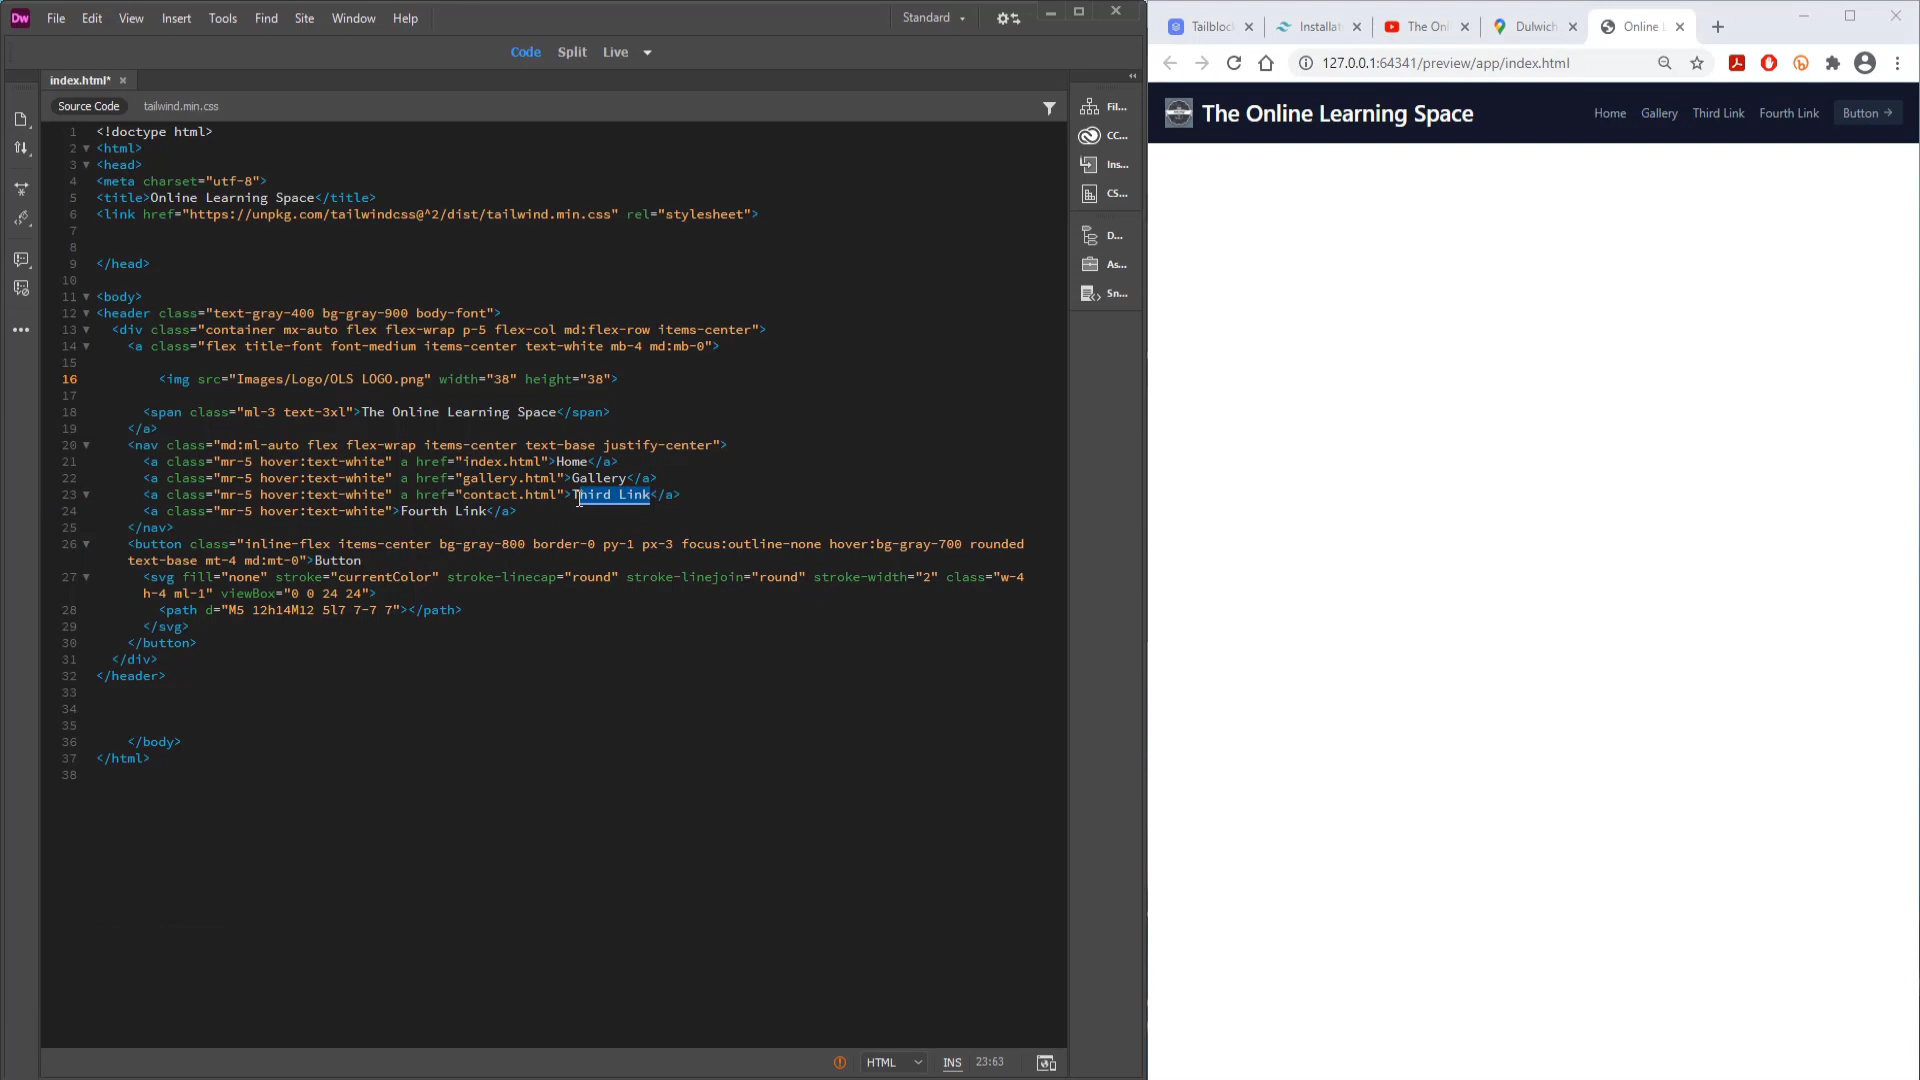 Dw File Edit View Insert Tools Find Site Window Help Standard
Code Split Live
index.html*
Source Code tailwind.min.css
1 <!doctype html>
2 <html>
3 <head>
4 <meta charset="utf-8">
5 <title>Online Learning Space</title>
6 <link href="https://unpkg.com/tailwindcss@^2/dist/tailwind.min.css" rel="stylesheet">
7
8
9 </head>
10
11 <body>
12 <header class="text-gray-400 bg-gray-900 body-font">
13 <div class="container mx-auto flex flex-wrap p-5 flex-col md:flex-row items-center">
14 <a class="flex title-font font-medium items-center text-white mb-4 md:mb-0">
15
16 <img src="Images/Logo/OLS LOGO.png" width="38" height="38">
17
18 <span class="ml-3 text-3xl">The Online Learning Space</span>
19 </a>
20 <nav class="md:ml-auto flex flex-wrap items-center text-base justify-center">
21 <a class="mr-5 hover:text-white" a href="index.html">Home</a>
22 <a class="mr-5 hover:text-white" a href="gallery.html">Gallery</a>
23 <a class="mr-5 hover:text-white" a href="contact.html">Third Link</a>
24 <a class="mr-5 hover:text-white">Fourth Link</a>
25 </nav>
26 <button class="inline-flex items-center bg-gray-800 border-0 py-1 px-3 focus:outline-none hover:bg-gray-700 rounded
text-base mt-4 md:mt-0">Button
27 <svg fill="none" stroke="currentColor" stroke-linecap="round" stroke-linejoin="round" stroke-width="2" class="w-4
h-4 ml-1" viewBox="0 0 24 24">
28 <path d="M5 12h14M12 5l7 7-7 7"></path>
29 </svg>
30 </button>
31 </div>
32 </header>
33
34
35
36 </body>
37 </html>
38
HTML INS 23:63
Fil...
CC...
Ins...
CS...
D...
As...
Sn...
Tailbloc Installat The Onl Dulwich Online L
127.0.0.1:64341/preview/app/index.html
The Online Learning Space Home Gallery Third Link Fourth Link Button →